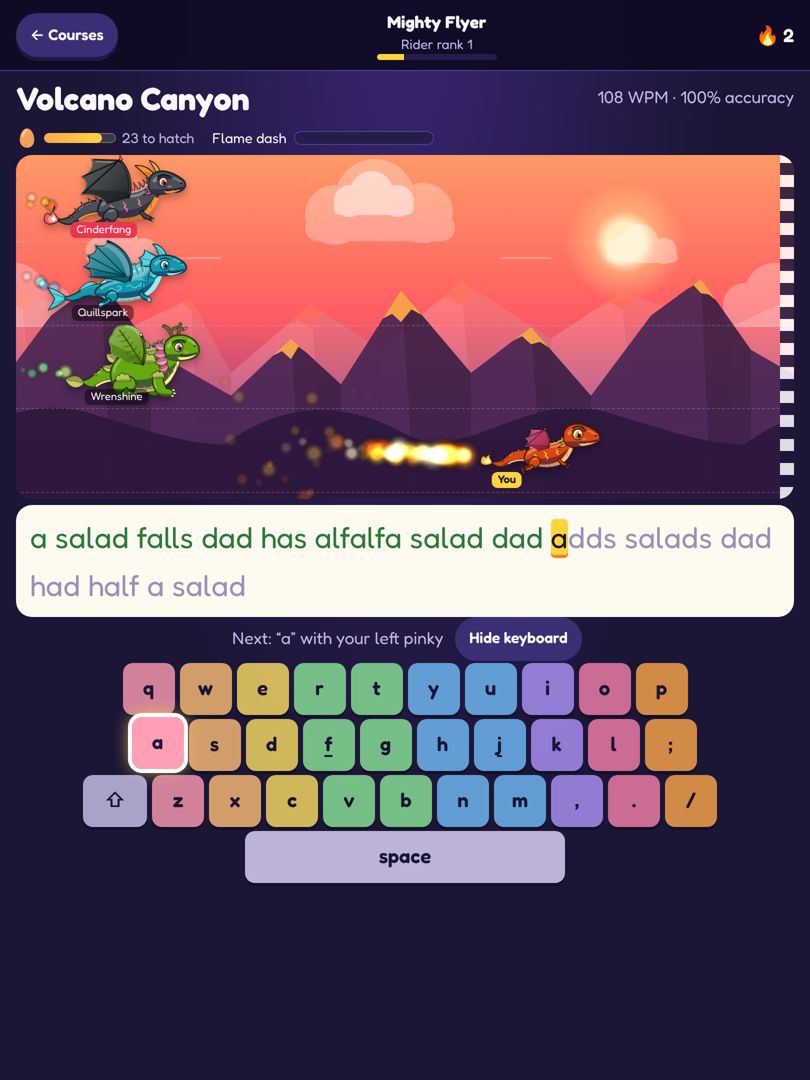 ← Courses
Mighty Flyer
Rider rank 1
🔥 2
Volcano Canyon
108 WPM · 100% accuracy
23 to hatch
Flame dash
Cinderfang
Quillspark
Wrenshine
You
a salad falls dad has alfalfa salad dad adds salads dad
had half a salad
Next: “a” with your left pinky
Hide keyboard
q w e r t y u i o p
a s d f g h j k l ;
⇧ z x c v b n m , . /
space